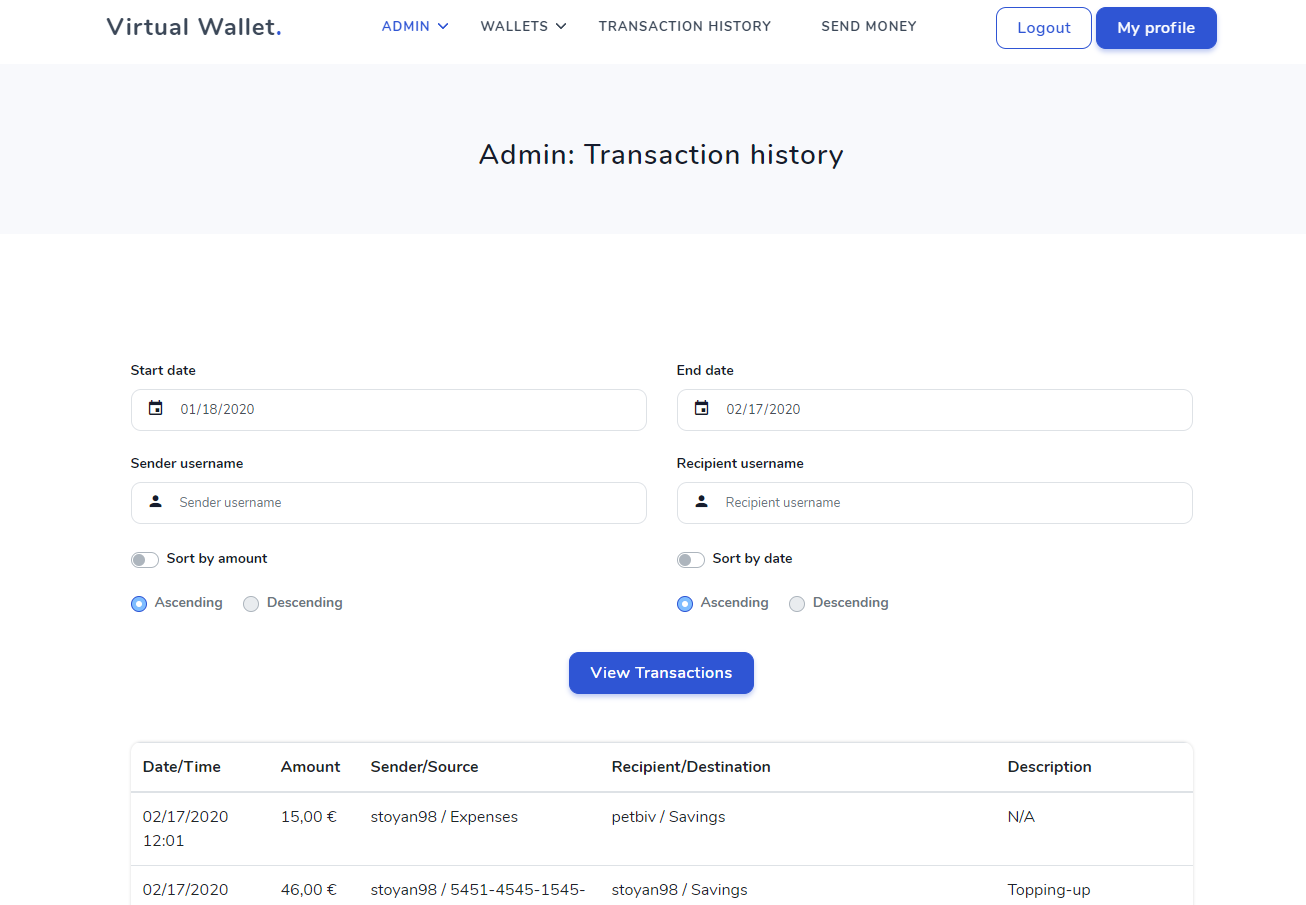 Virtual Wallet.
ADMIN WALLETS TRANSACTION HISTORY SEND MONEY Logout My profile
Admin: Transaction history
Start date End date
01/18/2020 02/17/2020
Sender username Recipient username
Sender username Recipient username
Sort by amount Sort by date
Ascending Descending Ascending Descending
View Transactions
Date/Time Amount Sender/Source Recipient/Destination Description
02/17/2020 15,00 € stoyan98 / Expenses petbiv / Savings N/A
12:01
02/17/2020 46,00 € stoyan98 / 5451-4545-1545- stoyan98 / Savings Topping-up